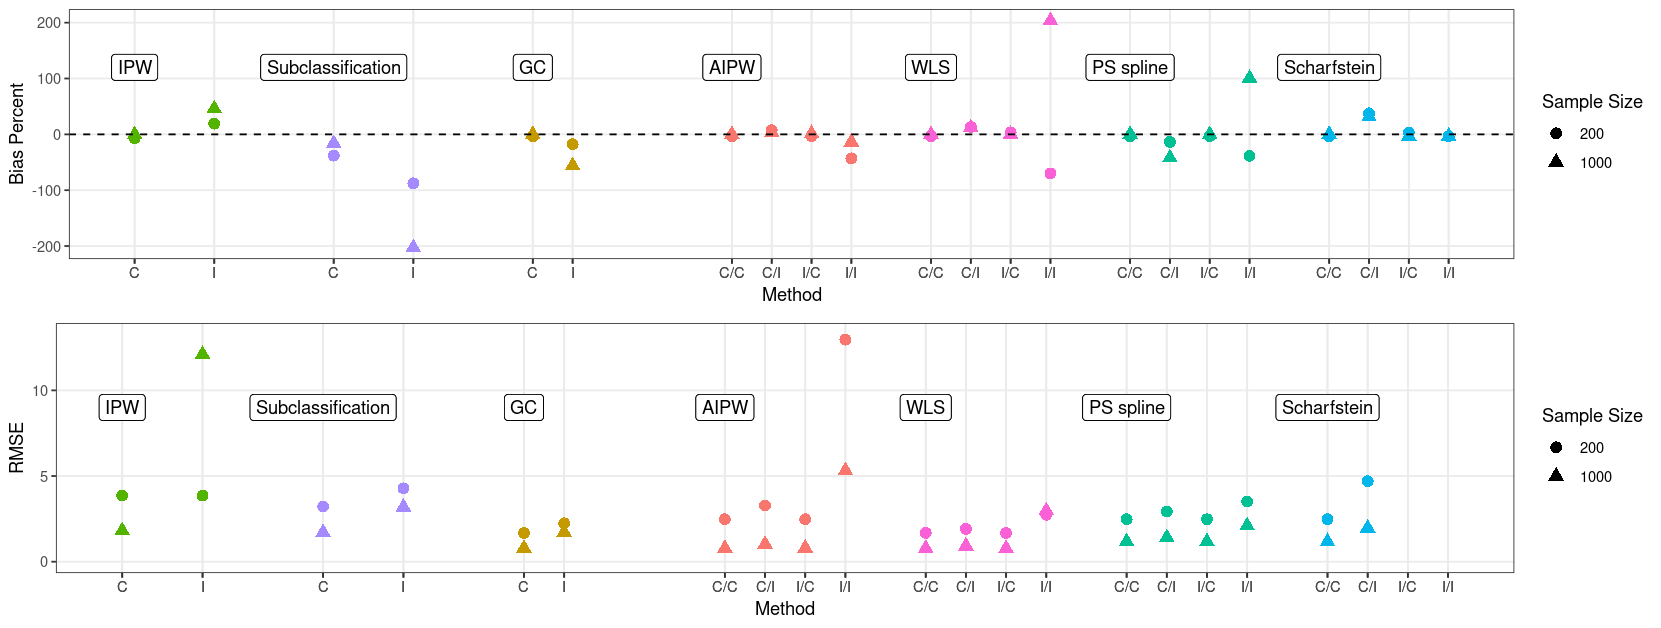 200
100
0
-100
-200
Bias Percent
IPW
Subclassification
GC
AIPW
WLS
PS spline
Scharfstein
C I C I C I C/C C/I I/C I/I C/C C/I I/C I/I C/C C/I I/C I/I C/C C/I I/C I/I
Method
Sample Size
200
1000
10
5
0
RMSE
IPW
Subclassification
GC
AIPW
WLS
PS spline
Scharfstein
C I C I C I C/C C/I I/C I/I C/C C/I I/C I/I C/C C/I I/C I/I C/C C/I I/C I/I
Method
Sample Size
200
1000